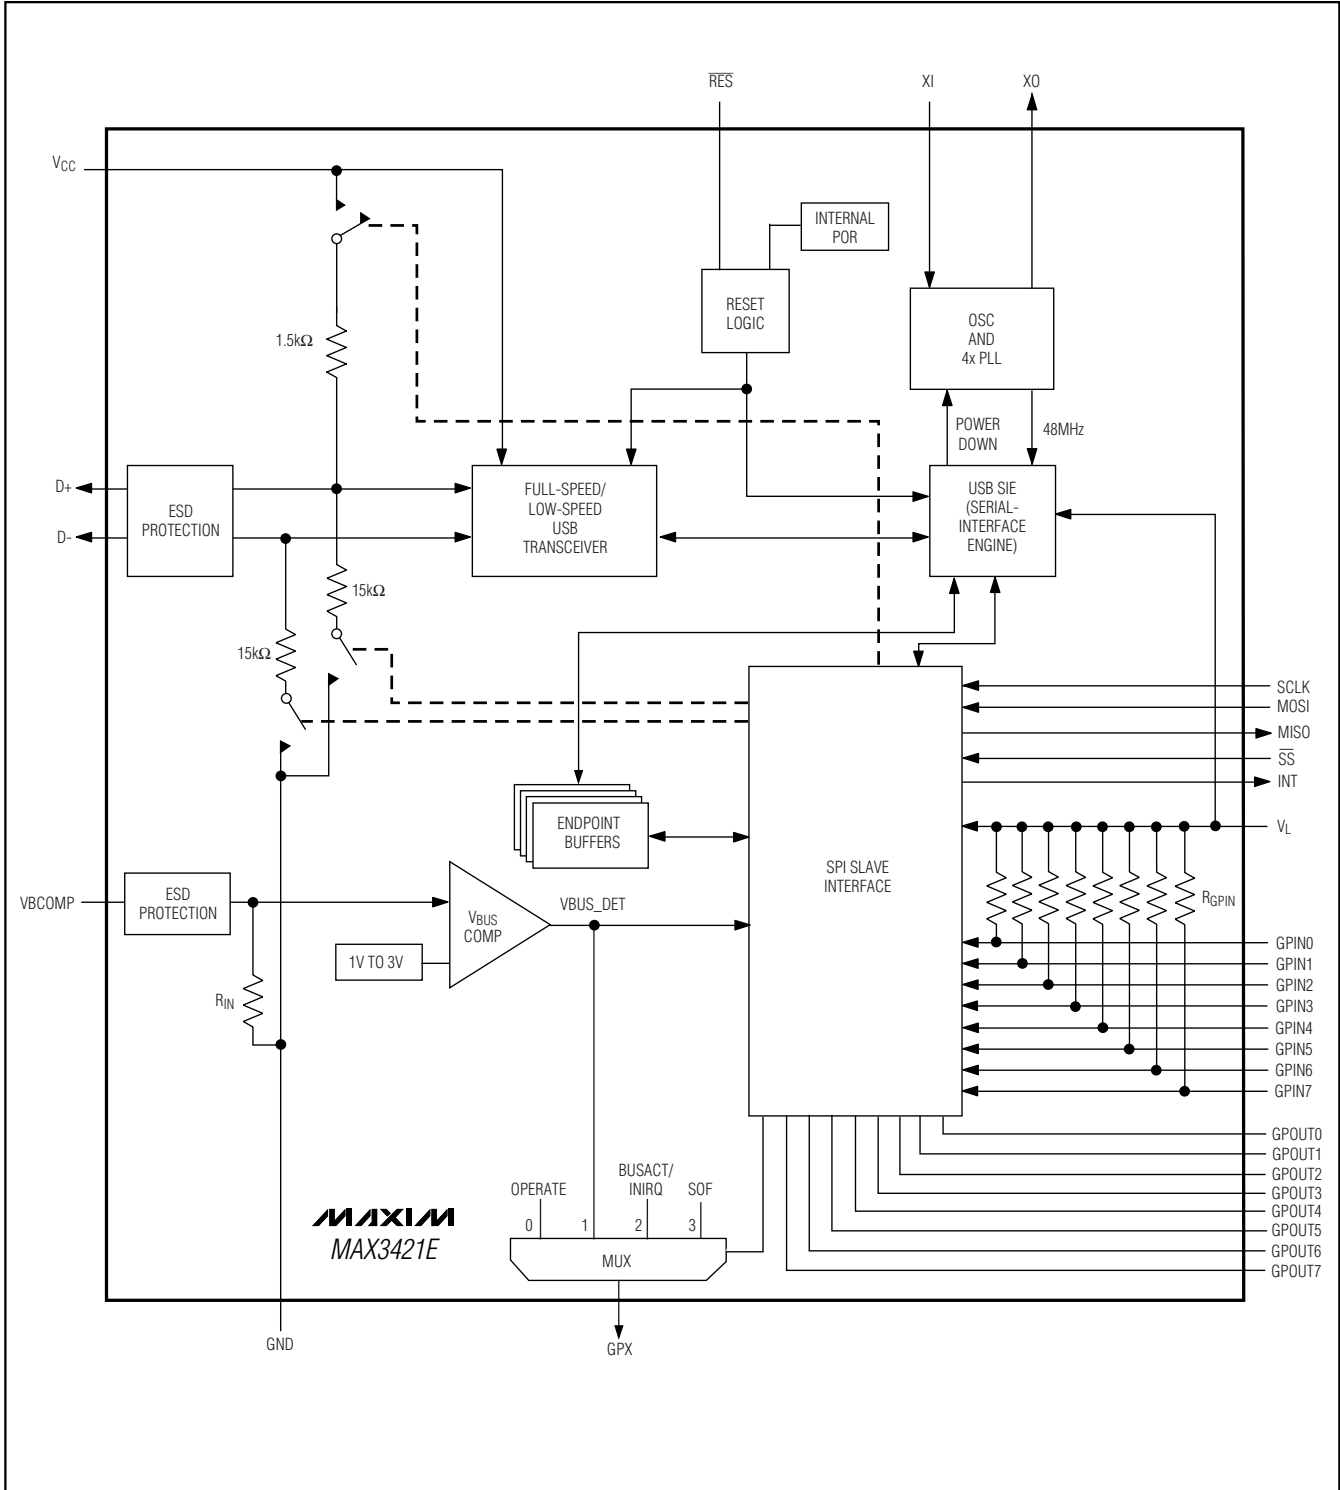 R̅E̅S̅
XI
XO
VCC
INTERNAL
POR
RESET
LOGIC
OSC
AND
4x PLL
1.5kΩ
POWER
DOWN
48MHz
D+
D-
ESD
PROTECTION
FULL-SPEED/
LOW-SPEED
USB
TRANSCEIVER
USB SIE
(SERIAL-
INTERFACE
ENGINE)
15kΩ
15kΩ
SCLK
MOSI
MISO
S̅S̅
INT
VL
ENDPOINT
BUFFERS
SPI SLAVE
INTERFACE
RGPIN
VBCOMP
ESD
PROTECTION
VBUS
COMP
VBUS_DET
1V TO 3V
RIN
GPIN0
GPIN1
GPIN2
GPIN3
GPIN4
GPIN5
GPIN6
GPIN7
GPOUT0
GPOUT1
GPOUT2
GPOUT3
GPOUT4
GPOUT5
GPOUT6
GPOUT7
OPERATE
BUSACT/
INIRQ
SOF
0
1
2
3
MUX
MAXIM
MAX3421E
GND
GPX